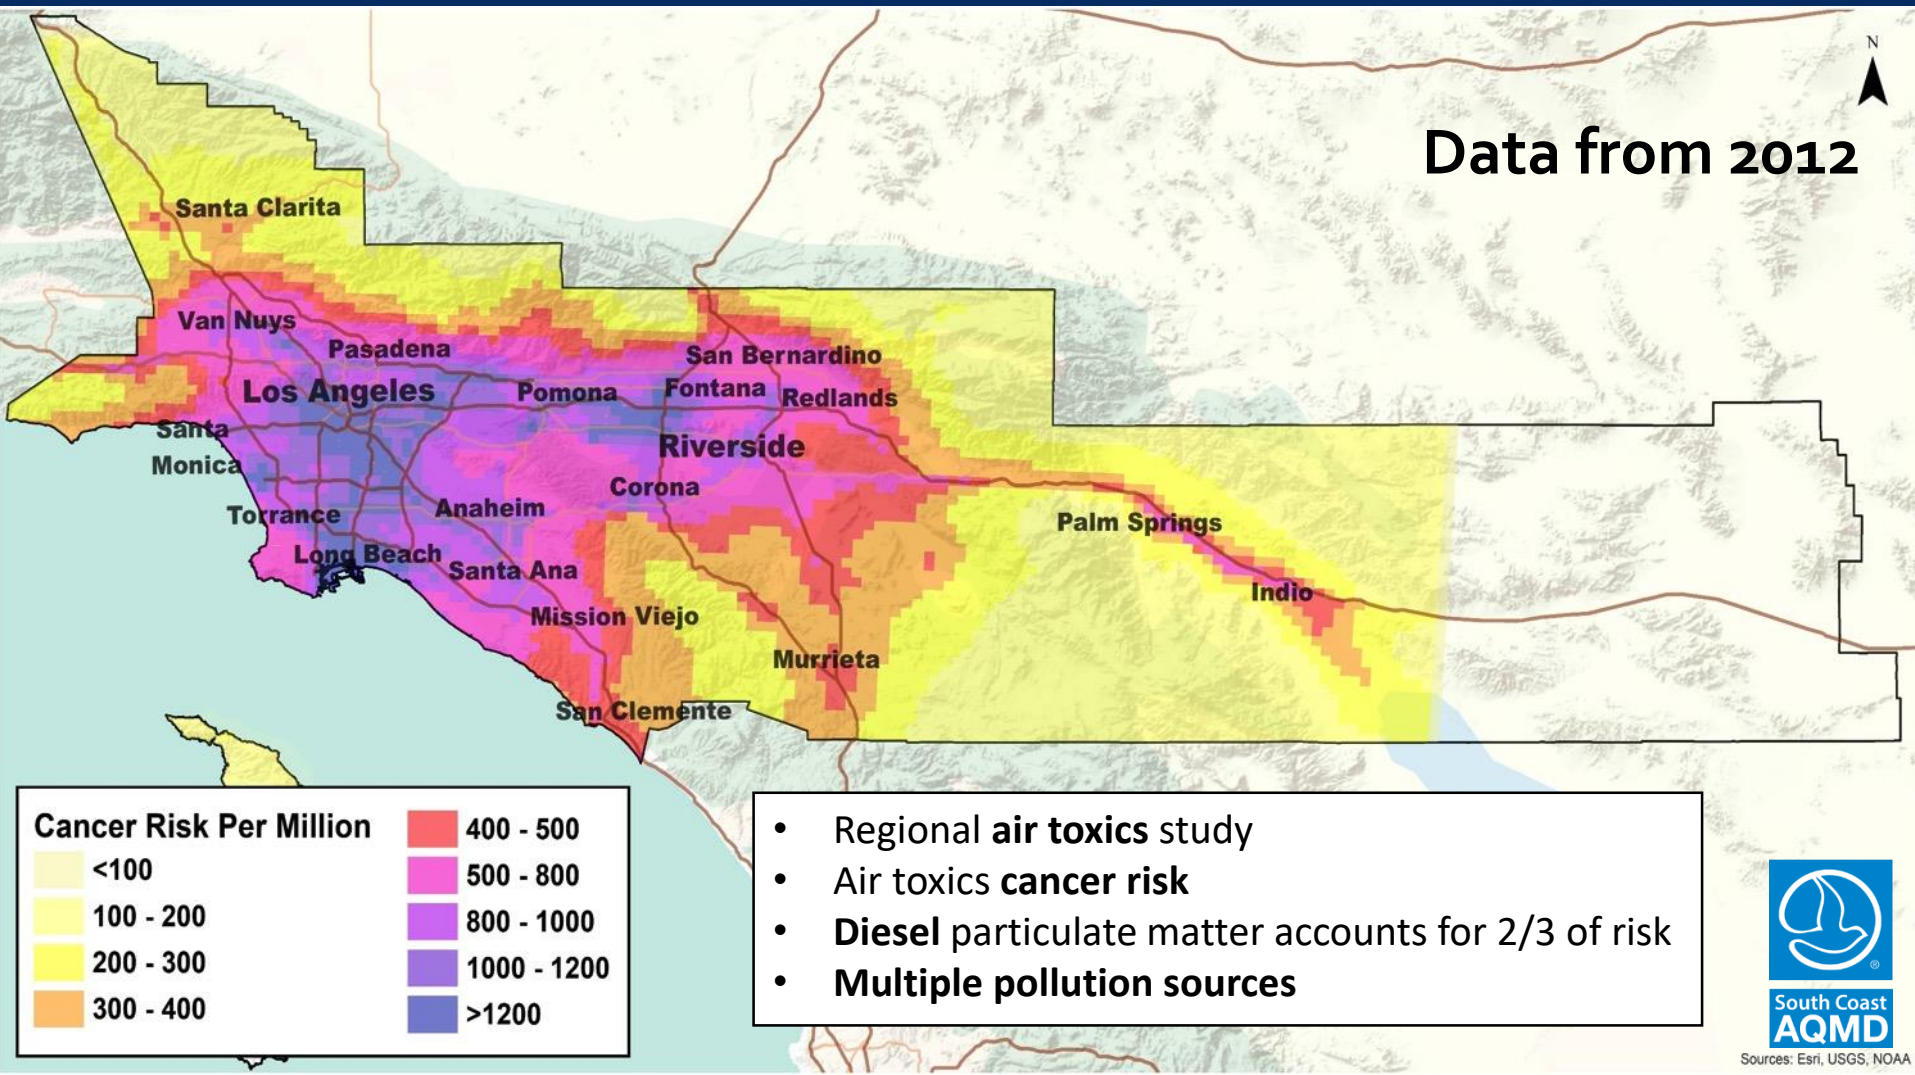 N
Data from 2012
Santa Clarita
Van Nuys
Pasadena
San Bernardino
Los Angeles
Pomona
Fontana
Redlands
Santa
Monica
Riverside
Corona
Torrance
Anaheim
Palm Springs
Long Beach
Santa Ana
Indio
Mission Viejo
Murrieta
San Clemente
Cancer Risk Per Million
<100
100 - 200
200 - 300
300 - 400
400 - 500
500 - 800
800 - 1000
1000 - 1200
>1200
• Regional air toxics study
• Air toxics cancer risk
• Diesel particulate matter accounts for 2/3 of risk
• Multiple pollution sources
®
South Coast
AQMD
Sources: Esri, USGS, NOAA